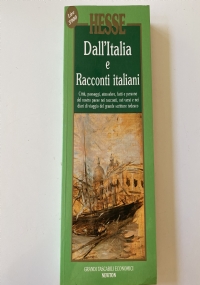 HESSE
Dall'Italia
e
Racconti italiani
Città, paesaggi, atmosfere, fatti e persone
del nostro paese nei racconti, nei versi e nei
diari di viaggio del grande scrittore tedesco
GRANDI TASCABILI ECONOMICI
NEWTON